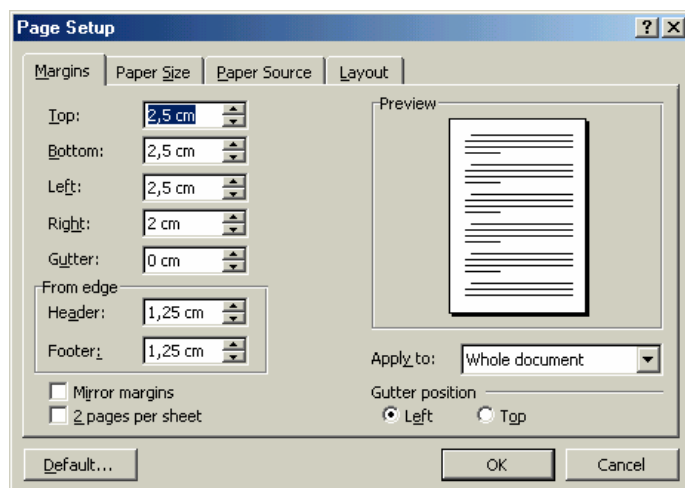 Page Setup
Margins Paper Size Paper Source Layout
Top: 2,5 cm
Bottom: 2,5 cm
Left: 2,5 cm
Right: 2 cm
Gutter: 0 cm
From edge
Header: 1,25 cm
Footer: 1,25 cm
Mirror margins
2 pages per sheet
Preview
Apply to: Whole document
Gutter position
Left Top
Default... OK Cancel